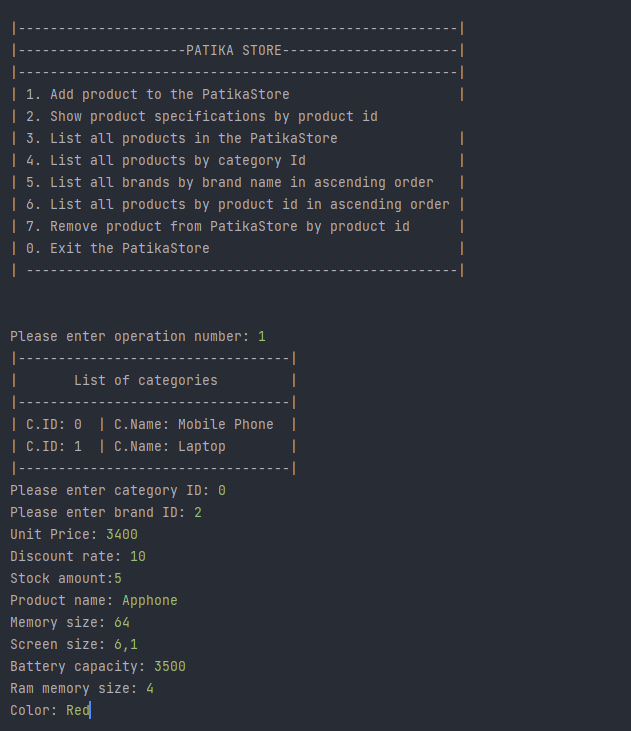 |-------------------------------------------------------|
|---------------------PATIKA STORE----------------------|
|-------------------------------------------------------|
| 1. Add product to the PatikaStore                     |
| 2. Show product specifications by product id
| 3. List all products in the PatikaStore               |
| 4. List all products by category Id                   |
| 5. List all brands by brand name in ascending order   |
| 6. List all products by product id in ascending order |
| 7. Remove product from PatikaStore by product id      |
| 0. Exit the PatikaStore                               |
| ------------------------------------------------------|
Please enter operation number: 1
|----------------------------------|
|       List of categories         |
|----------------------------------|
| C.ID: 0  | C.Name: Mobile Phone  |
| C.ID: 1  | C.Name: Laptop        |
|----------------------------------|
Please enter category ID: 0
Please enter brand ID: 2
Unit Price: 3400
Discount rate: 10
Stock amount:5
Product name: Apphone
Memory size: 64
Screen size: 6,1
Battery capacity: 3500
Ram memory size: 4
Color: Red